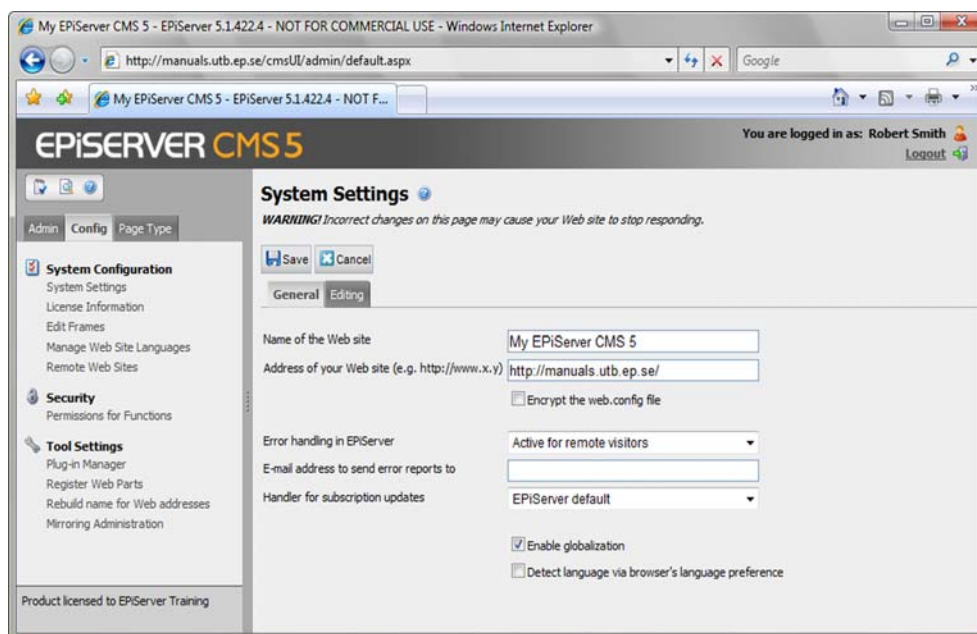 My EPiServer CMS 5 - EPiServer 5.1.422.4 - NOT FOR COMMERCIAL USE - Windows Internet Explorer
http://manuals.utb.ep.se/cmsUI/admin/default.aspx
Google
My EPiServer CMS 5 - EPiServer 5.1.422.4 - NOT F...
EPiSERVER CMS 5
You are logged in as: Robert Smith
Logout
Admin Config Page Type
System Configuration
System Settings
License Information
Edit Frames
Manage Web Site Languages
Remote Web Sites
Security
Permissions for Functions
Tool Settings
Plug-in Manager
Register Web Parts
Rebuild name for Web addresses
Mirroring Administration
Product licensed to EPiServer Training
System Settings
WARNING! Incorrect changes on this page may cause your Web site to stop responding.
Save Cancel
General Editing
Name of the Web site My EPiServer CMS 5
Address of your Web site (e.g. http://www.x.y) http://manuals.utb.ep.se/
Encrypt the web.config file
Error handling in EPiServer Active for remote visitors
E-mail address to send error reports to
Handler for subscription updates EPiServer default
Enable globalization
Detect language via browser's language preference